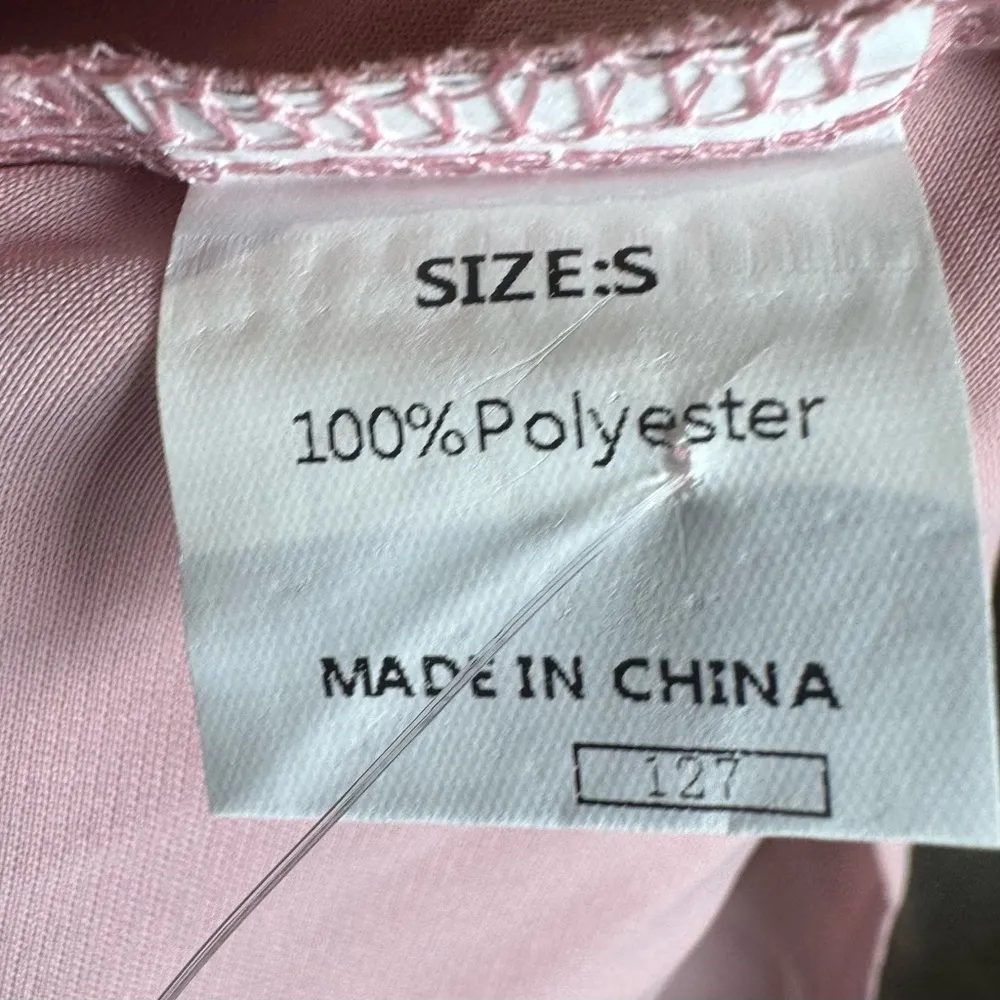 SIZE:S
100%Polyester
MADE IN CHINA
127